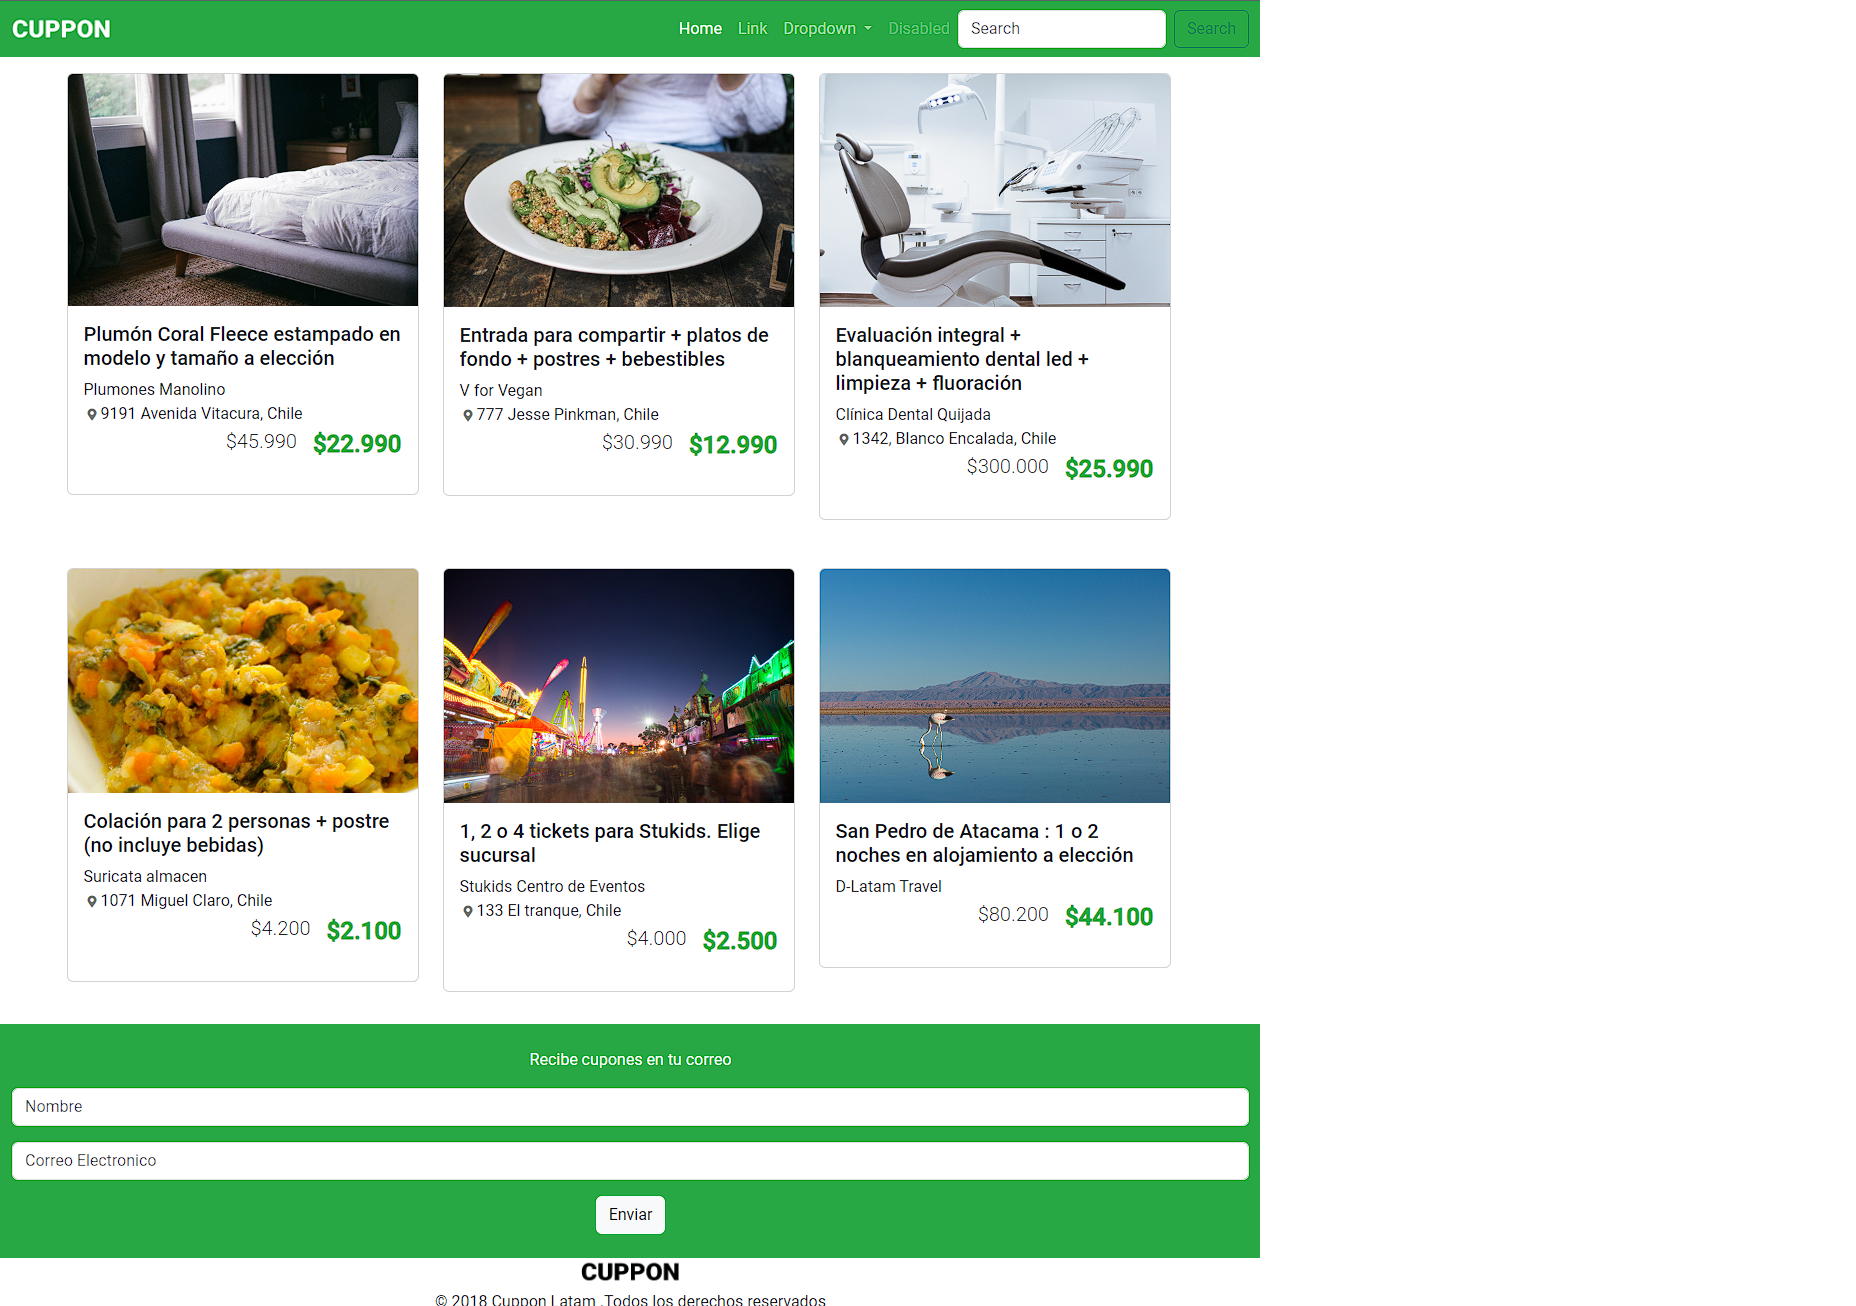 CUPPON
Home Link Dropdown Disabled Search Search
Plumón Coral Fleece estampado en
modelo y tamaño a elección
Plumones Manolino
9191 Avenida Vitacura, Chile
$45.990 $22.990
Entrada para compartir + platos de
fondo + postres + bebestibles
V for Vegan
777 Jesse Pinkman, Chile
$30.990 $12.990
Evaluación integral +
blanqueamiento dental led +
limpieza + fluoración
Clínica Dental Quijada
1342, Blanco Encalada, Chile
$300.000 $25.990
Colación para 2 personas + postre
(no incluye bebidas)
Suricata almacen
1071 Miguel Claro, Chile
$4.200 $2.100
1, 2 o 4 tickets para Stukids. Elige
sucursal
Stukids Centro de Eventos
133 El tranque, Chile
$4.000 $2.500
San Pedro de Atacama : 1 o 2
noches en alojamiento a elección
D-Latam Travel
$80.200 $44.100
Recibe cupones en tu correo
Nombre
Correo Electronico
Enviar
CUPPON
© 2018 Cuppon Latam .Todos los derechos reservados